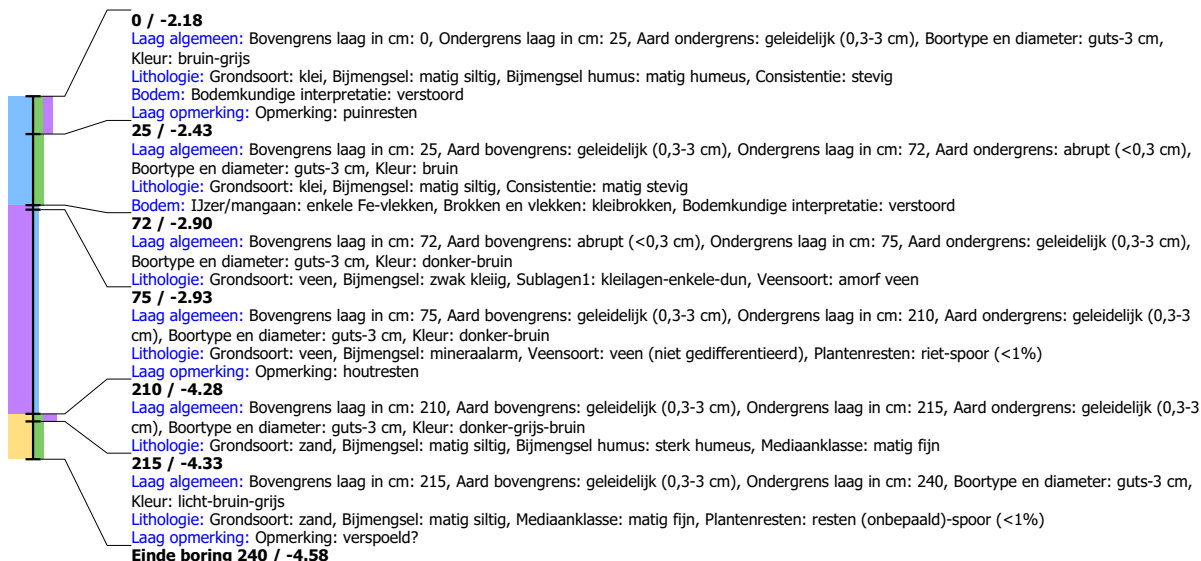 0 / -2.18
Laag algemeen: Bovengrens laag in cm: 0, Ondergrens laag in cm: 25, Aard ondergrens: geleidelijk (0,3-3 cm), Boortype en diameter: guts-3 cm,
Kleur: bruin-grijs
Lithologie: Grondsoort: klei, Bijmengsel: matig siltig, Bijmengsel humus: matig humeus, Consistentie: stevig
Bodem: Bodemkundige interpretatie: verstoord
Laag opmerking: Opmerking: puinresten
25 / -2.43
Laag algemeen: Bovengrens laag in cm: 25, Aard bovengrens: geleidelijk (0,3-3 cm), Ondergrens laag in cm: 72, Aard ondergrens: abrupt (<0,3 cm),
Boortype en diameter: guts-3 cm, Kleur: bruin
Lithologie: Grondsoort: klei, Bijmengsel: matig siltig, Consistentie: matig stevig
Bodem: IJzer/mangaan: enkele Fe-vlekken, Brokken en vlekken: kleibrokken, Bodemkundige interpretatie: verstoord
72 / -2.90
Laag algemeen: Bovengrens laag in cm: 72, Aard bovengrens: abrupt (<0,3 cm), Ondergrens laag in cm: 75, Aard ondergrens: geleidelijk (0,3-3 cm),
Boortype en diameter: guts-3 cm, Kleur: donker-bruin
Lithologie: Grondsoort: veen, Bijmengsel: zwak kleiig, Sublagen1: kleilagen-enkele-dun, Veensoort: amorf veen
75 / -2.93
Laag algemeen: Bovengrens laag in cm: 75, Aard bovengrens: geleidelijk (0,3-3 cm), Ondergrens laag in cm: 210, Aard ondergrens: geleidelijk (0,3-3
cm), Boortype en diameter: guts-3 cm, Kleur: donker-bruin
Lithologie: Grondsoort: veen, Bijmengsel: mineraalarm, Veensoort: veen (niet gedifferentieerd), Plantenresten: riet-spoor (<1%)
Laag opmerking: Opmerking: houtresten
210 / -4.28
Laag algemeen: Bovengrens laag in cm: 210, Aard bovengrens: geleidelijk (0,3-3 cm), Ondergrens laag in cm: 215, Aard ondergrens: geleidelijk (0,3-3
cm), Boortype en diameter: guts-3 cm, Kleur: donker-grijs-bruin
Lithologie: Grondsoort: zand, Bijmengsel: matig siltig, Bijmengsel humus: sterk humeus, Mediaanklasse: matig fijn
215 / -4.33
Laag algemeen: Bovengrens laag in cm: 215, Aard bovengrens: geleidelijk (0,3-3 cm), Ondergrens laag in cm: 240, Boortype en diameter: guts-3 cm,
Kleur: licht-bruin-grijs
Lithologie: Grondsoort: zand, Bijmengsel: matig siltig, Mediaanklasse: matig fijn, Plantenresten: resten (onbepaald)-spoor (<1%)
Laag opmerking: Opmerking: verspoeld?
Einde boring 240 / -4.58